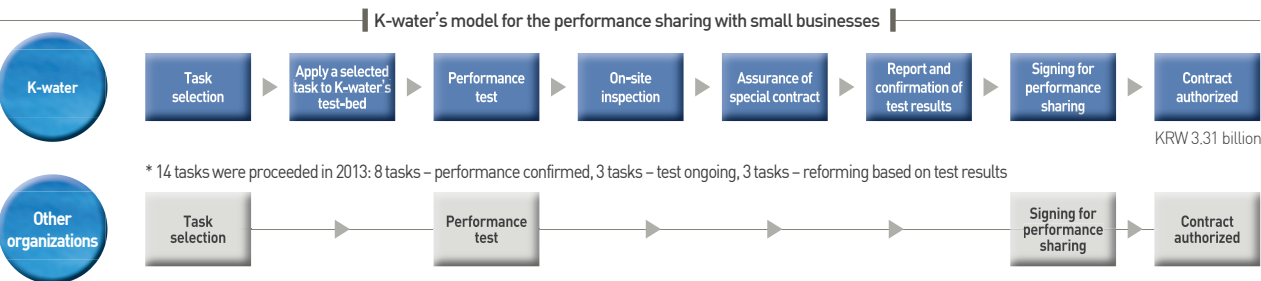 K-water's model for the performance sharing with small businesses
K-water
Task
selection
Apply a selected
task to K-water's
test-bed
Performance
test
On-site
inspection
Assurance of
special contract
Report and
confirmation of
test results
Signing for
performance
sharing
Contract
authorized
KRW 3.31 billion
* 14 tasks were proceeded in 2013: 8 tasks – performance confirmed, 3 tasks – test ongoing, 3 tasks – reforming based on test results
Other
organizations
Task
selection
Performance
test
Signing for
performance
sharing
Contract
authorized